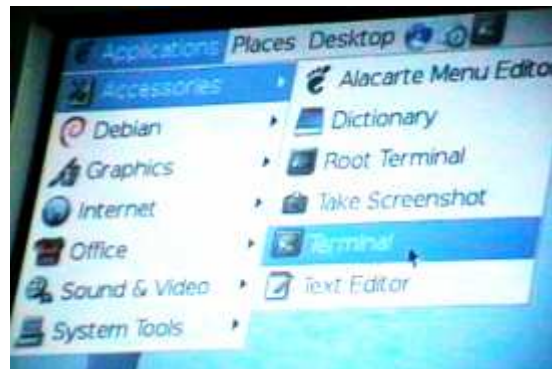 Applications Places Desktop
Accessories
Debian
Graphics
Internet
Office
Sound & Video
System Tools
Alacarte Menu Edito
Dictionary
Root Terminal
Take Screenshot
Terminal
Text Editor